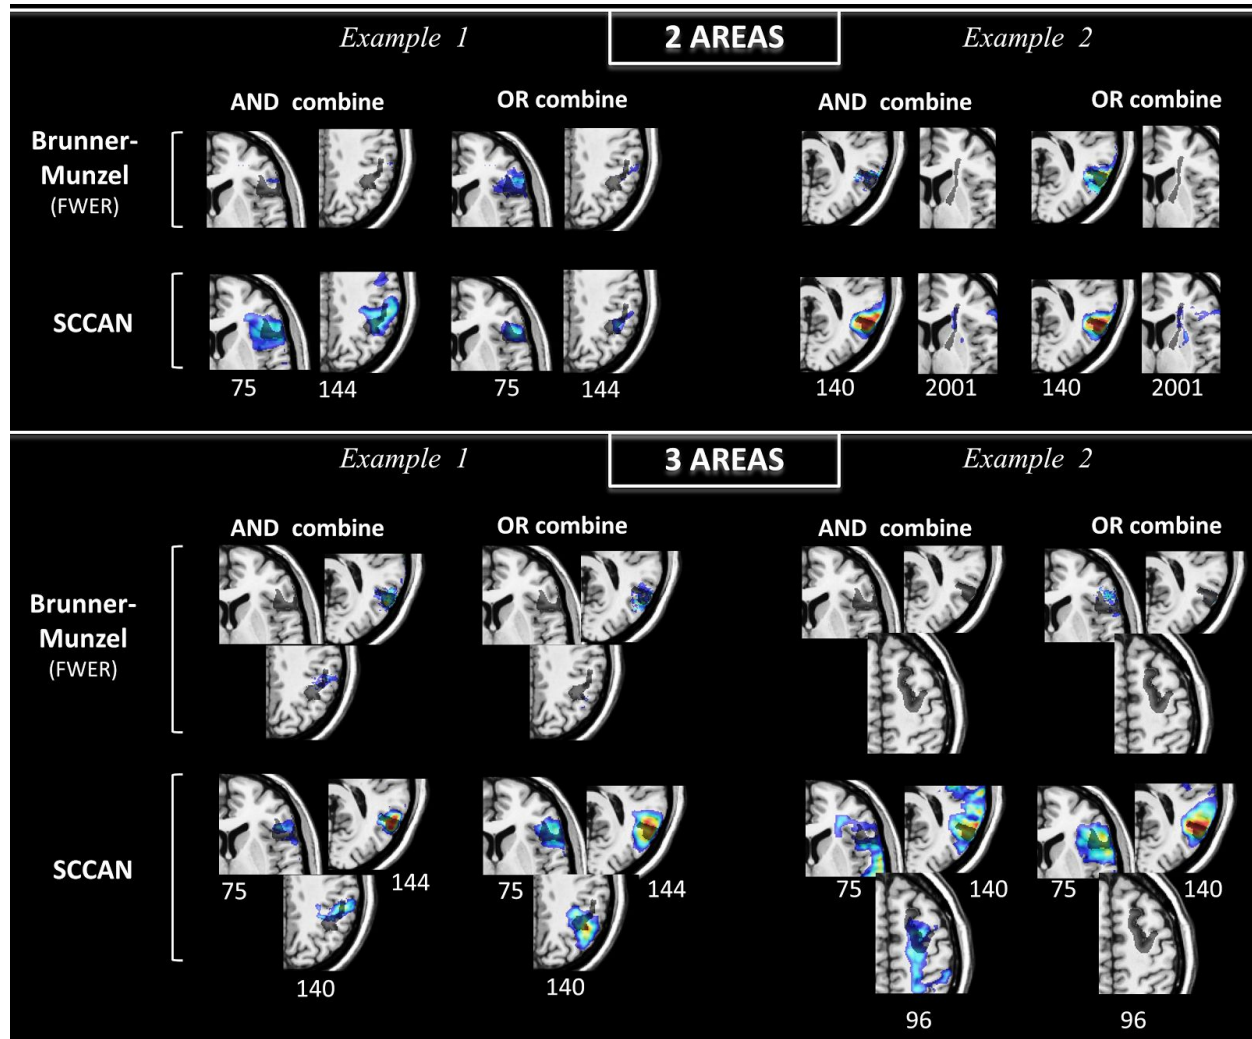 Example 1
2 AREAS
Example 2
AND combine
OR combine
AND combine
OR combine
Brunner-
Munzel
(FWER)
SCCAN
75
144
75
144
140
2001
140
2001
Example 1
3 AREAS
Example 2
AND combine
OR combine
AND combine
OR combine
Brunner-
Munzel
(FWER)
SCCAN
75
144
75
144
75
140
75
140
140
140
96
96